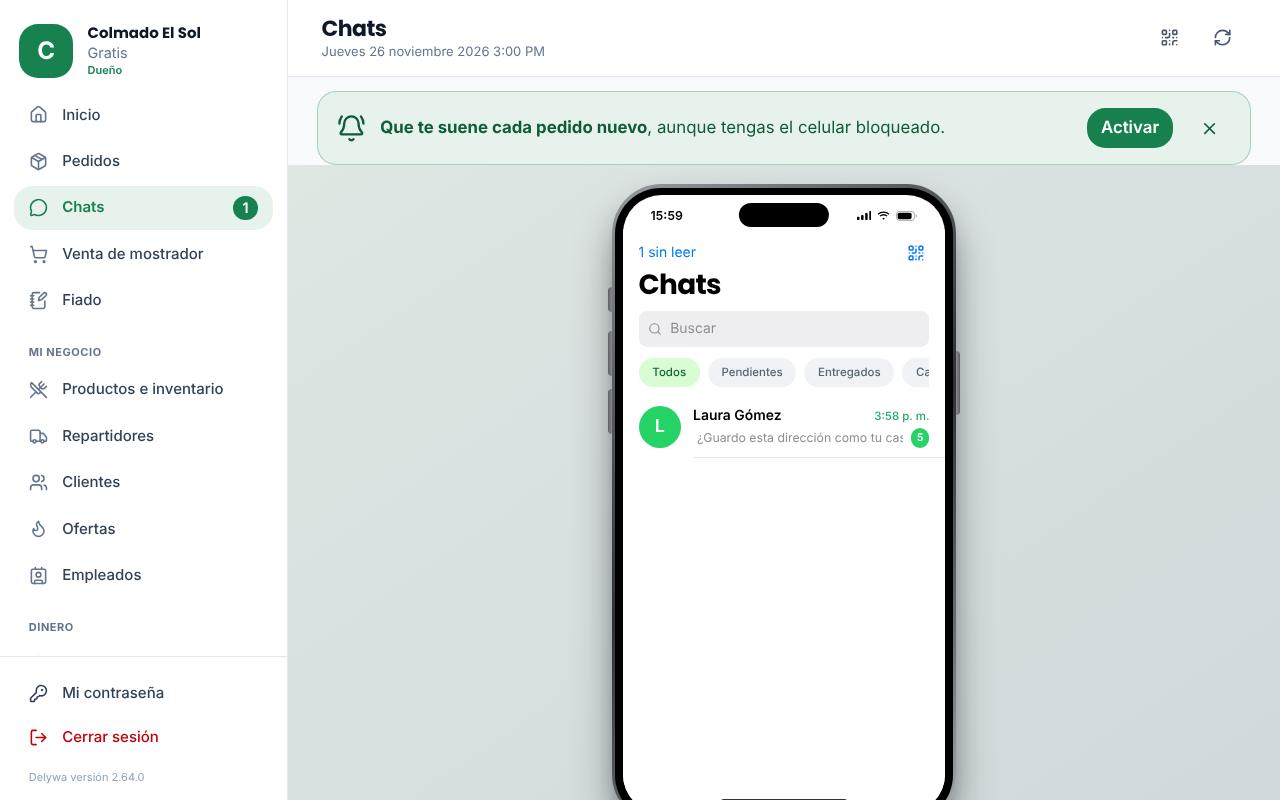 C
Colmado El Sol
Gratis
Dueño
Inicio
Pedidos
Chats
1
Venta de mostrador
Fiado
MI NEGOCIO
Productos e inventario
Repartidores
Clientes
Ofertas
Empleados
DINERO
Mi contraseña
Cerrar sesión
Delywa versión 2.64.0
Chats
Jueves 26 noviembre 2026 3:00 PM
Que te suene cada pedido nuevo, aunque tengas el celular bloqueado.
Activar
15:59
1 sin leer
Chats
Buscar
Todos
Pendientes
Entregados
Ca
L
Laura Gómez
3:58 p. m.
¿Guardo esta dirección como tu cas
5